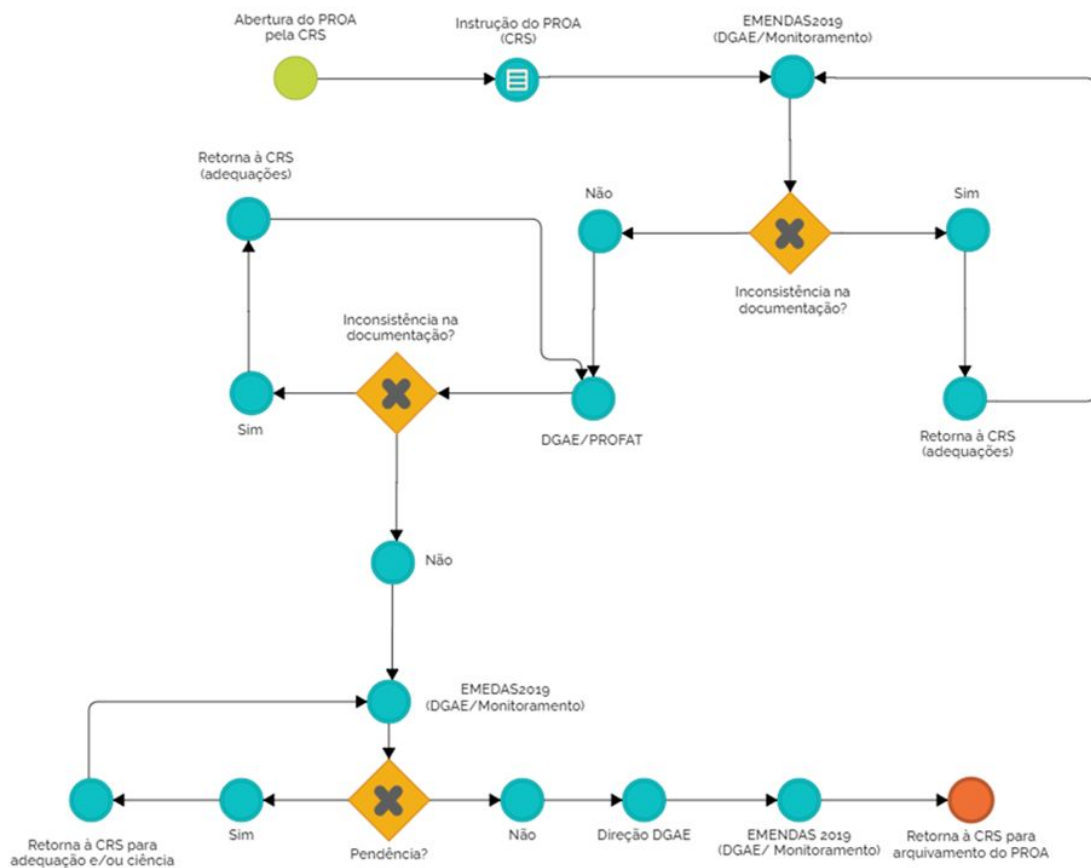 Abertura do PROA
pela CRS
Instrução do PROA
(CRS)
EMENDAS2019
(DGAE/Monitoramento)
Retorna à CRS
(adequações)
Não
Sim
Inconsistência na
documentação?
Inconsistência na
documentação?
Sim
DGAE/PROFAT
Retorna à CRS
(adequações)
Não
EMEDAS2019
(DGAE/Monitoramento)
Retorna à CRS para
adequação e/ou ciência
Sim
Pendência?
Não
Direção DGAE
EMENDAS 2019
(DGAE/ Monitoramento)
Retorna à CRS para
arquivamento do PROA